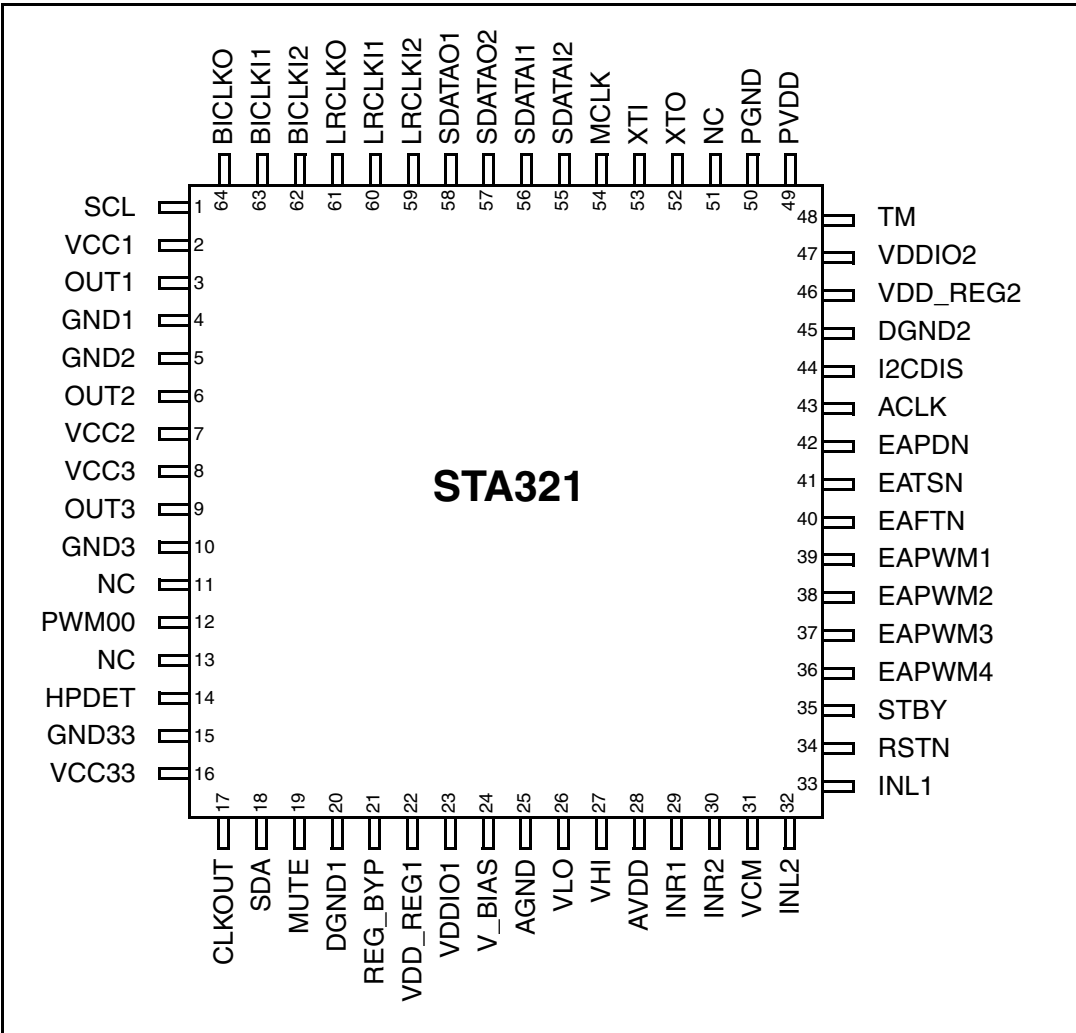 BICLKO
BICLKI1
BICLKI2
LRCLKO
LRCLKI1
LRCLKI2
SDATAO1
SDATAO2
SDATAI1
SDATAI2
MCLK
XTI
XTO
NC
PGND
PVDD
64
63
62
61
60
59
58
57
56
55
54
53
52
51
50
49
SCL 1
VCC1 2
OUT1 3
GND1 4
GND2 5
OUT2 6
VCC2 7
VCC3 8
OUT3 9
GND3 10
NC 11
PWM00 12
NC 13
HPDET 14
GND33 15
VCC33 16
STA321
48 TM
47 VDDIO2
46 VDD_REG2
45 DGND2
44 I2CDIS
43 ACLK
42 EAPDN
41 EATSN
40 EAFTN
39 EAPWM1
38 EAPWM2
37 EAPWM3
36 EAPWM4
35 STBY
34 RSTN
33 INL1
17
18
19
20
21
22
23
24
25
26
27
28
29
30
31
32
CLKOUT
SDA
MUTE
DGND1
REG_BYP
VDD_REG1
VDDIO1
V_BIAS
AGND
VLO
VHI
AVDD
INR1
INR2
VCM
INL2